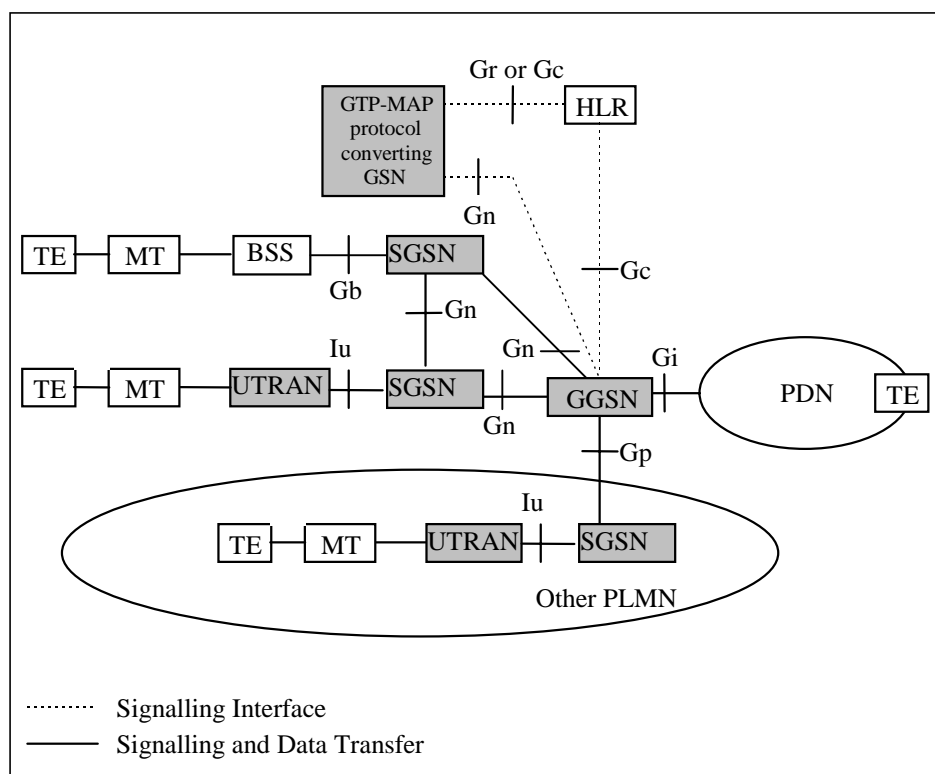 Gr or Gc
GTP-MAP
protocol
converting
GSN
HLR
Gn
TE
MT
BSS
SGSN
Gb
Gn
Gc
Iu
Gn
Gi
TE
MT
UTRAN
SGSN
Gn
GGSN
PDN
TE
Gp
Iu
TE
MT
UTRAN
SGSN
Other PLMN
Signalling Interface
Signalling and Data Transfer